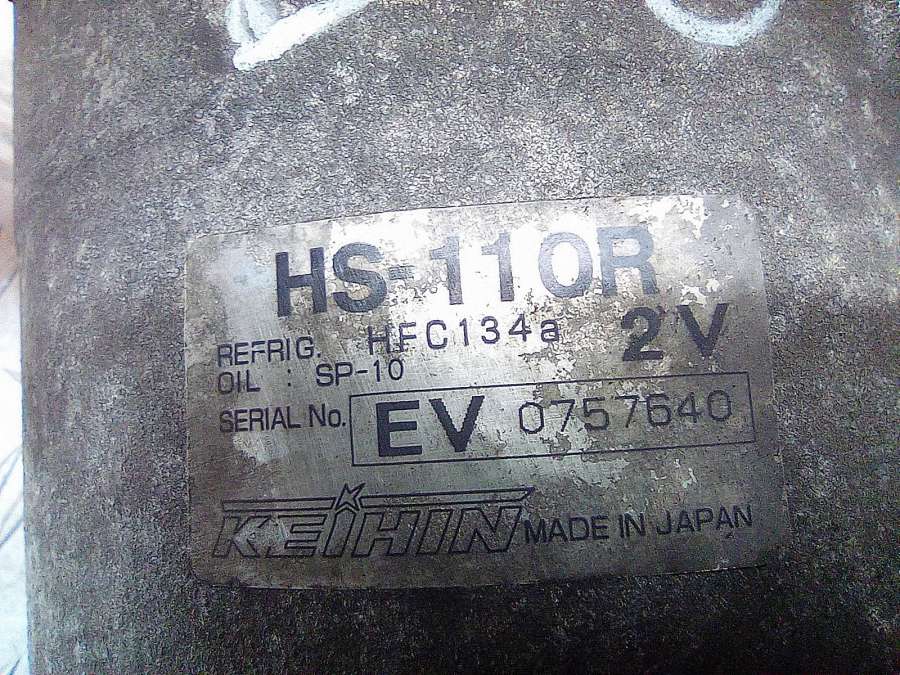 HS-110R
REFRIG. HFC134a 2V
OIL : SP-10
SERIAL No. EV 0757640
KEIHIN MADE IN JAPAN